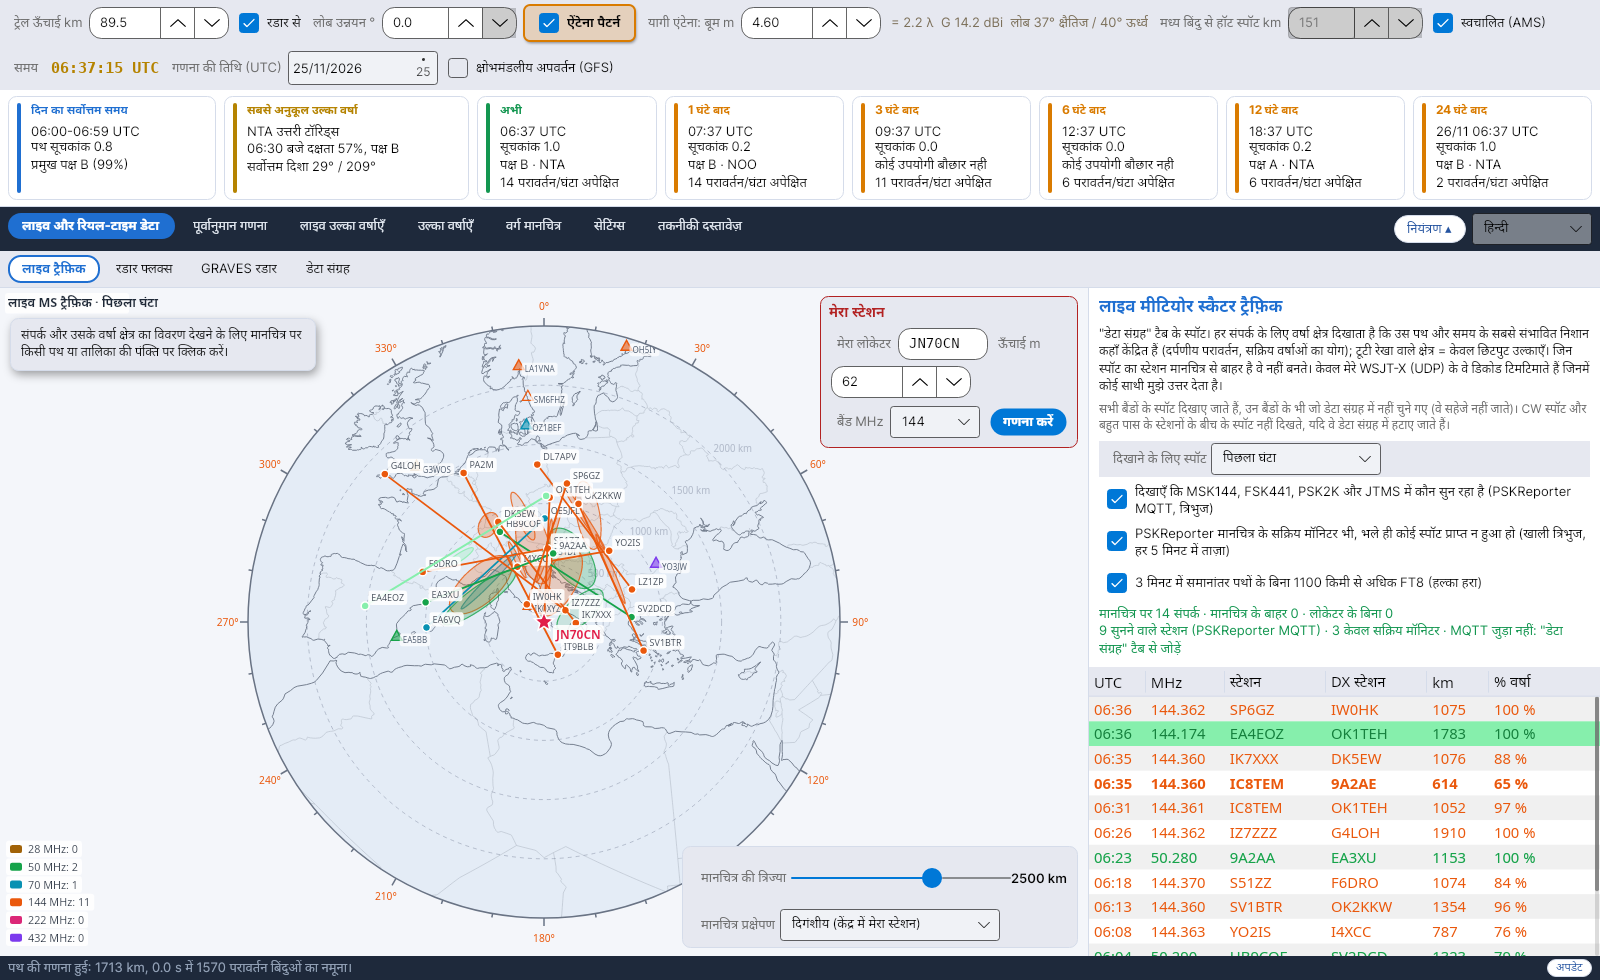 ट्रेल ऊँचाई km 89.5 रडार से लोब उन्नयन ° 0.0 ऐंटेना पैटर्न यागी एंटेना: बूम m 4.60 = 2.2 λ G 14.2 dBi लोब 37° क्षैतिज / 40° ऊर्ध्व मध्य बिंदु से हॉट स्पॉट km 151 स्वचालित (AMS)
समय 06:37:15 UTC गणना की तिथि (UTC) 25/11/2026 25 क्षोभमंडलीय अपवर्तन (GFS)
दिन का सर्वोत्तम समय
06:00-06:59 UTC
पथ सूचकांक 0.8
प्रमुख पक्ष B (99%)
सबसे अनुकूल उल्का वर्षा
NTA उत्तरी टॉरिड्स
06:30 बजे दक्षता 57%, पक्ष B
सर्वोत्तम दिशा 29° / 209°
अभी
06:37 UTC
सूचकांक 1.0
पक्ष B · NTA
14 परावर्तन/घंटा अपेक्षित
1 घंटे बाद
07:37 UTC
सूचकांक 0.2
पक्ष B · NOO
14 परावर्तन/घंटा अपेक्षित
3 घंटे बाद
09:37 UTC
सूचकांक 0.0
कोई उपयोगी बौछार नहीं
11 परावर्तन/घंटा अपेक्षित
6 घंटे बाद
12:37 UTC
सूचकांक 0.0
कोई उपयोगी बौछार नहीं
6 परावर्तन/घंटा अपेक्षित
12 घंटे बाद
18:37 UTC
सूचकांक 0.2
पक्ष A · NTA
6 परावर्तन/घंटा अपेक्षित
24 घंटे बाद
26/11 06:37 UTC
सूचकांक 1.0
पक्ष B · NTA
2 परावर्तन/घंटा अपेक्षित
लाइव और रियल-टाइम डेटा पूर्वानुमान गणना लाइव उल्का वर्षाएँ उल्का वर्षाएँ वर्ग मानचित्र सेटिंग्स तकनीकी दस्तावेज़ नियंत्रण ▴ हिन्दी
लाइव ट्रैफ़िक रडार फ्लक्स GRAVES रडार डेटा संग्रह
लाइव MS ट्रैफ़िक · पिछला घंटा
संपर्क और उसके वर्षा क्षेत्र का विवरण देखने के लिए मानचित्र पर
किसी पथ या तालिका की पंक्ति पर क्लिक करें।
0°
30°
60°
90°
120°
180°
210°
240°
270°
300°
330°
2000 km
1500 km
1000 km
LA1VNA
SM6FHZ
OZ1BEF
DL7APV
G4LOH
G3WOS
PA2M
SP6GZ
OK1TEH
OK2KKW
DK5EW
OE5JFL
HB9COF
9A2AA
YO2IS
YO3JW
F6DRO
LZ1ZP
EA4EOZ
EA3XU
IW0HK
IZ7ZZZ
IK7XXX
SV2DCD
EA6VQ
EA5BB
JN70CN
IT9BLB
SV1BTR
मेरा स्टेशन
मेरा लोकेटर JN70CN ऊँचाई m
62
बैंड MHz 144 गणना करें
28 MHz: 0
50 MHz: 2
70 MHz: 1
144 MHz: 11
222 MHz: 0
432 MHz: 0
मानचित्र की त्रिज्या 2500 km
मानचित्र प्रक्षेपण दिगंशीय (केंद्र में मेरा स्टेशन)
लाइव मीटियोर स्कैटर ट्रैफ़िक
"डेटा संग्रह" टैब के स्पॉट। हर संपर्क के लिए वर्षा क्षेत्र दिखाता है कि उस पथ और समय के सबसे संभावित निशान
कहाँ केंद्रित हैं (दर्पणीय परावर्तन, सक्रिय वर्षाओं का योग); टूटी रेखा वाले क्षेत्र = केवल छिटपुट उल्काएँ। जिन
स्पॉट का स्टेशन मानचित्र से बाहर है वे नहीं बनते। केवल मेरे WSJT-X (UDP) के वे डिकोड टिमटिमाते हैं जिनमें
कोई साथी मुझे उत्तर देता है।
सभी बैंडों के स्पॉट दिखाए जाते हैं, उन बैंडों के भी जो डेटा संग्रह में नहीं चुने गए (वे सहेजे नहीं जाते)। CW स्पॉट और
बहुत पास के स्टेशनों के बीच के स्पॉट नहीं दिखते, यदि वे डेटा संग्रह में हटाए जाते हैं।
दिखाने के लिए स्पॉट पिछला घंटा
दिखाएँ कि MSK144, FSK441, PSK2K और JTMS में कौन सुन रहा है (PSKReporter
MQTT, त्रिभुज)
PSKReporter मानचित्र के सक्रिय मॉनिटर भी, भले ही कोई स्पॉट प्राप्त न हुआ हो (खाली त्रिभुज,
हर 5 मिनट में ताज़ा)
3 मिनट में समानांतर पथों के बिना 1100 किमी से अधिक FT8 (हल्का हरा)
मानचित्र पर 14 संपर्क · मानचित्र के बाहर 0 · लोकेटर के बिना 0
9 सुनने वाले स्टेशन (PSKReporter MQTT) · 3 केवल सक्रिय मॉनिटर · MQTT जुड़ा नहीं: "डेटा
संग्रह" टैब से जोड़ें
UTC MHz स्टेशन DX स्टेशन km % वर्षा
06:36 144.362 SP6GZ IW0HK 1075 100 %
06:36 144.174 EA4EOZ OK1TEH 1783 100 %
06:35 144.360 IK7XXX DK5EW 1076 88 %
06:35 144.360 IC8TEM 9A2AE 614 65 %
06:31 144.361 IC8TEM OK1TEH 1052 97 %
06:26 144.362 IZ7ZZZ G4LOH 1910 100 %
06:23 50.280 9A2AA EA3XU 1153 100 %
06:18 144.370 S51ZZ F6DRO 1074 84 %
06:13 144.360 SV1BTR OK2KKW 1354 96 %
06:08 144.363 YO2IS I4XCC 787 76 %
पथ की गणना हुई: 1713 km, 0.0 s में 1570 परावर्तन बिंदुओं का नमूना। अपडेट